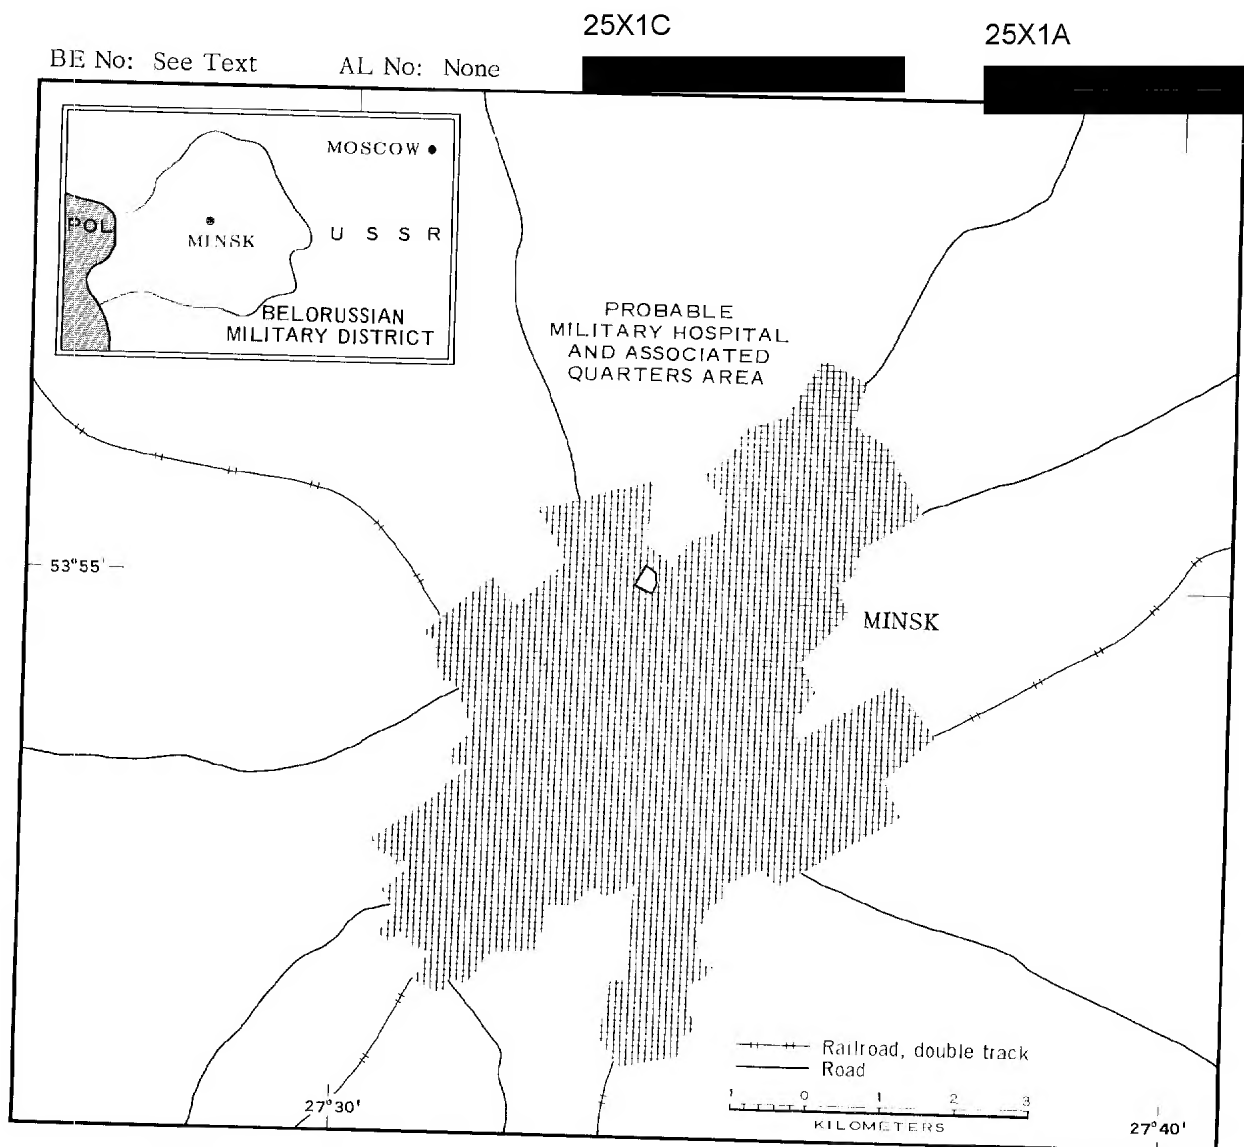 25X1C
25X1A
BE No: See Text AL No: None
MOSCOW
POL
MINSK
U S S R
BELORUSSIAN
MILITARY DISTRICT
PROBABLE
MILITARY HOSPITAL
AND ASSOCIATED
QUARTERS AREA
53°55'
MINSK
Railroad, double track
Road
1 0 1 2 3
KILOMETERS
27°30'
27°40'